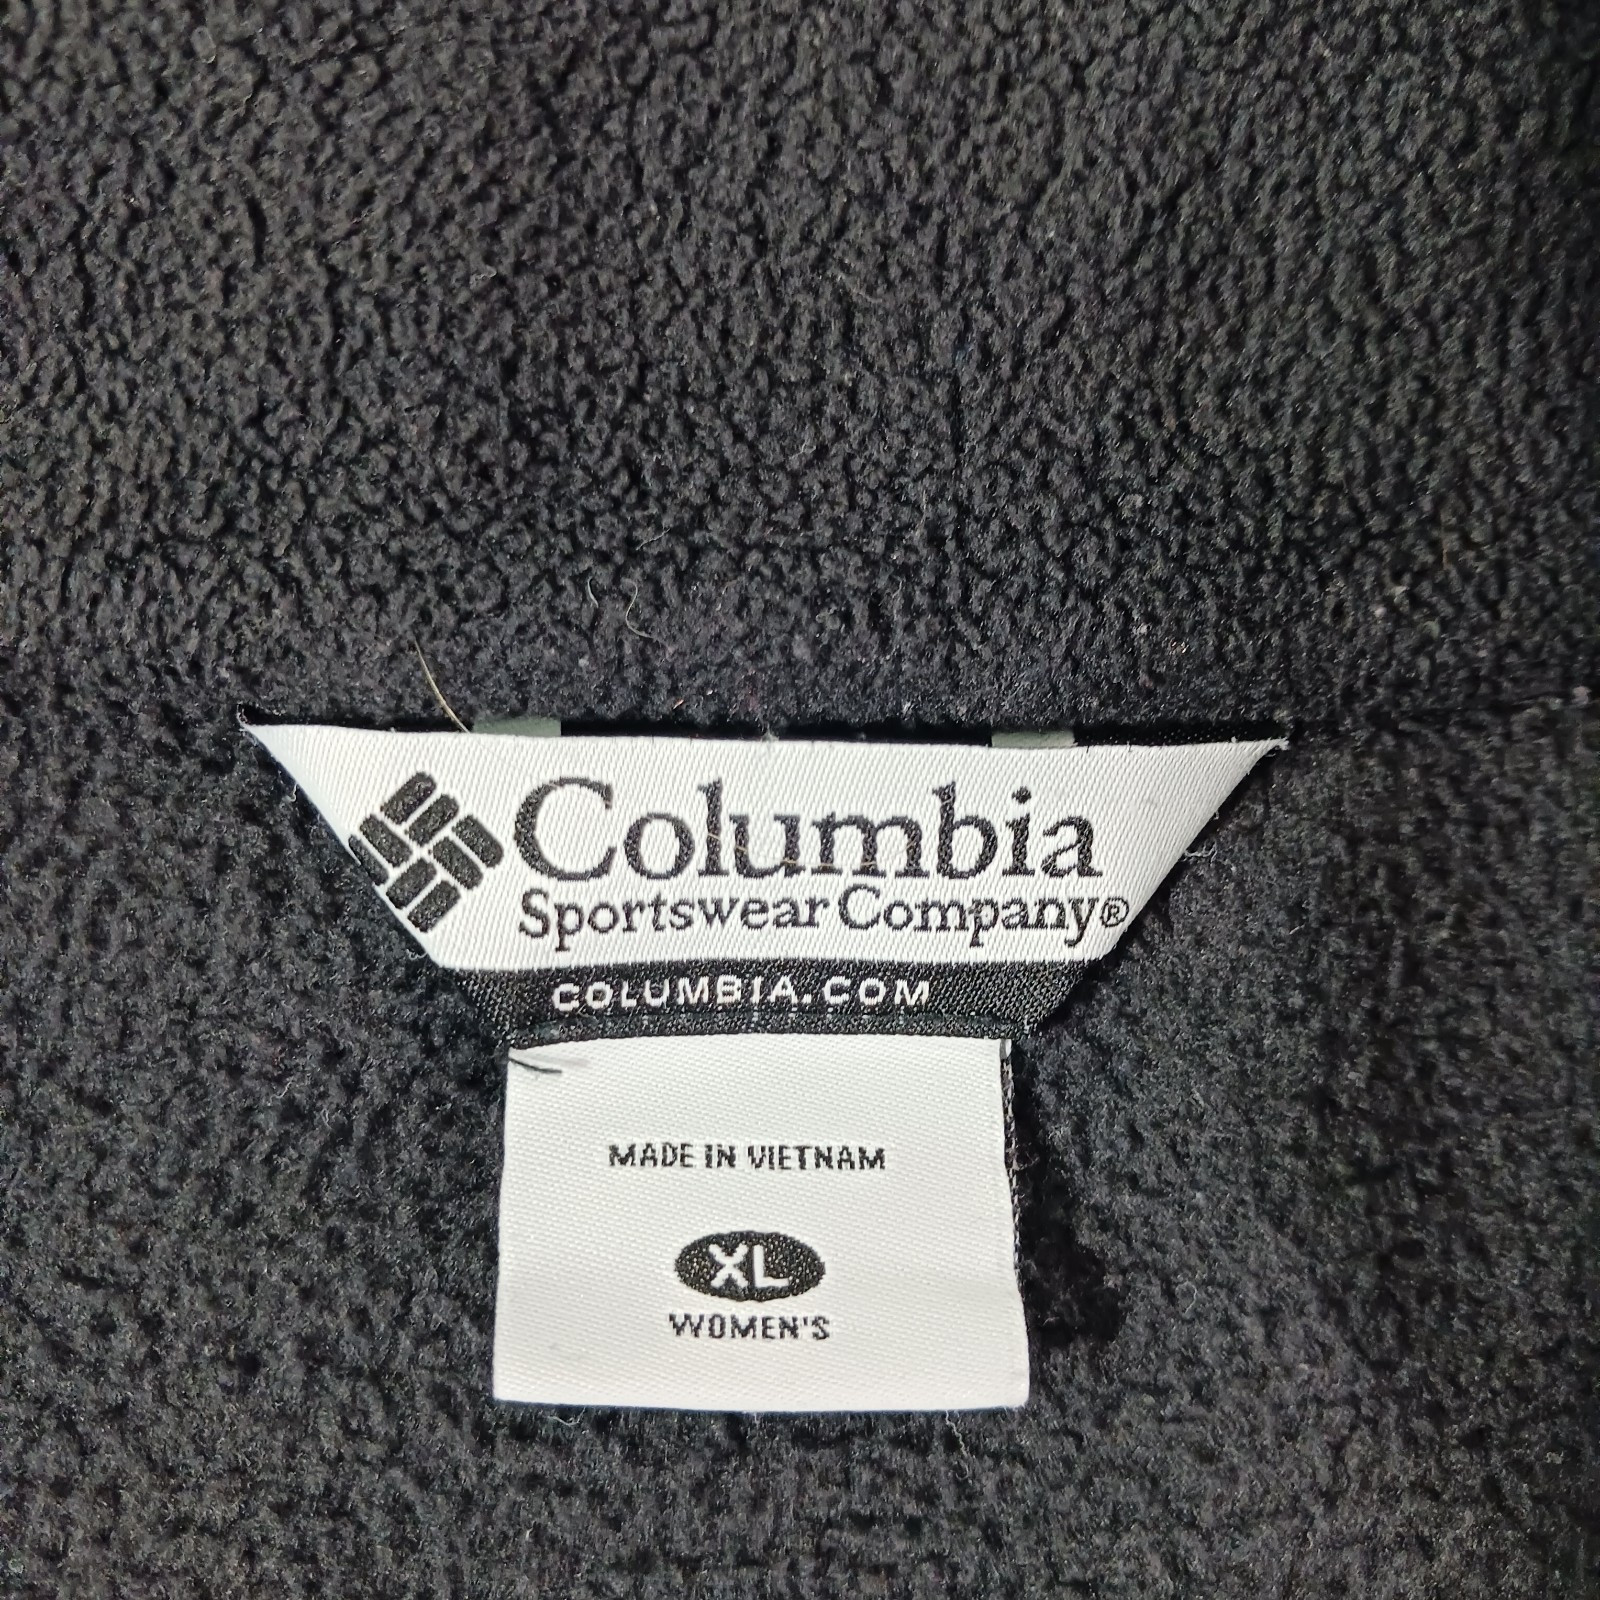 Columbia
Sportswear Company®
COLUMBIA.COM
MADE IN VIETNAM
XL
WOMEN'S